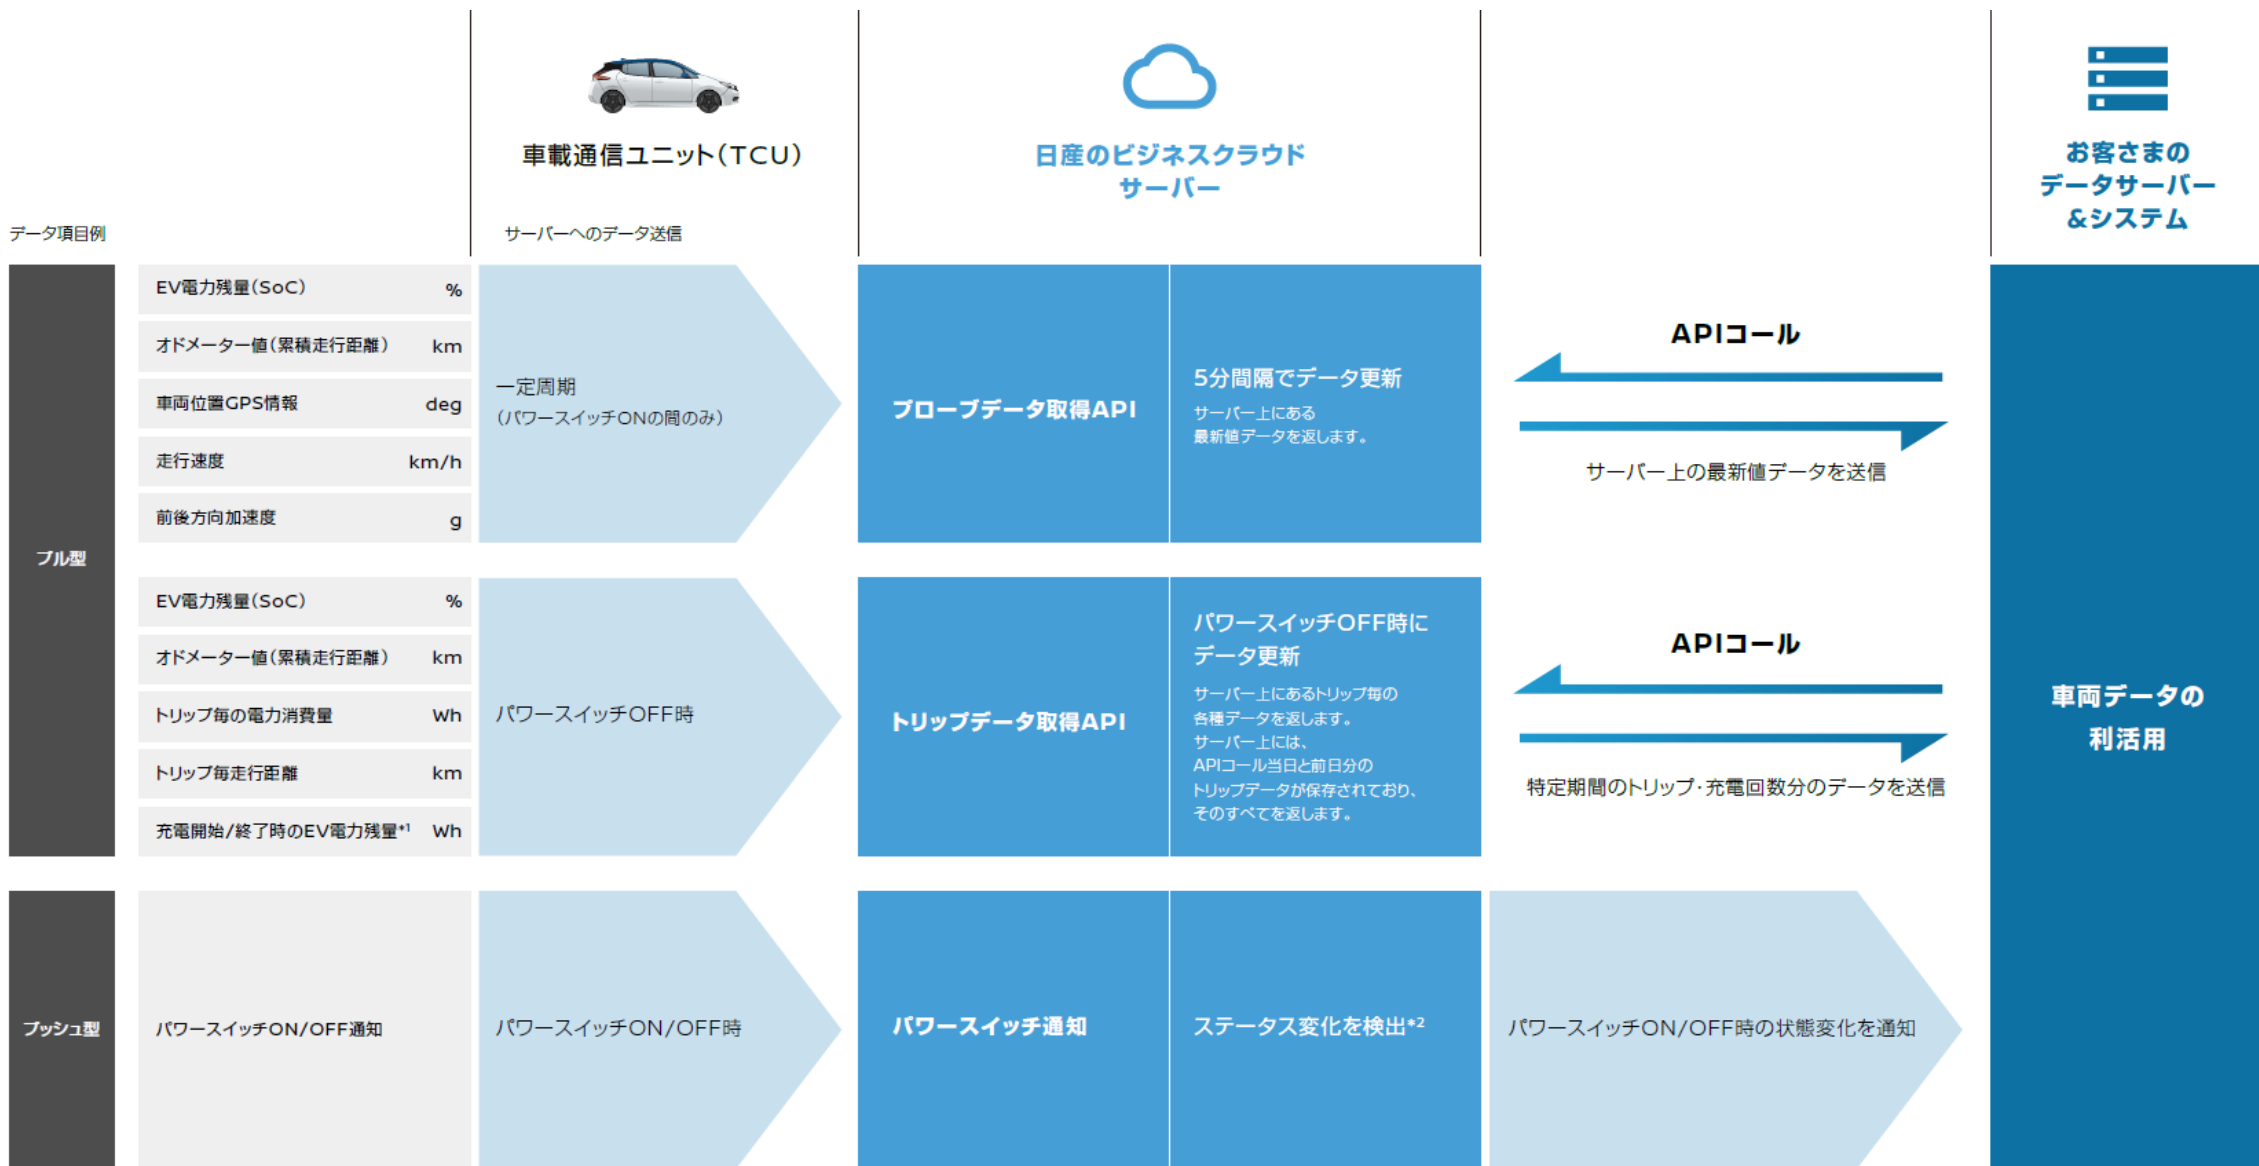 車載通信ユニット(TCU)
日産のビジネスクラウド
サーバー
お客さまの
データサーバー
&システム
データ項目例
サーバーへのデータ送信
プル型
EV電力残量(SoC) %
オドメーター値(累積走行距離) km
車両位置GPS情報 deg
走行速度 km/h
前後方向加速度 g
一定周期
(パワースイッチONの間のみ)
プローブデータ取得API
5分間隔でデータ更新
サーバー上にある
最新値データを返します。
APIコール
サーバー上の最新値データを送信
EV電力残量(SoC) %
オドメーター値(累積走行距離) km
トリップ毎の電力消費量 Wh
トリップ毎走行距離 km
充電開始/終了時のEV電力残量*1 Wh
パワースイッチOFF時
トリップデータ取得API
パワースイッチOFF時に
データ更新
サーバー上にあるトリップ毎の
各種データを返します。
サーバー上には、
APIコール当日と前日分の
トリップデータが保存されており、
そのすべてを返します。
APIコール
特定期間のトリップ・充電回数分のデータを送信
車両データの
利活用
プッシュ型
パワースイッチON/OFF通知
パワースイッチON/OFF時
パワースイッチ通知
ステータス変化を検出*2
パワースイッチON/OFF時の状態変化を通知